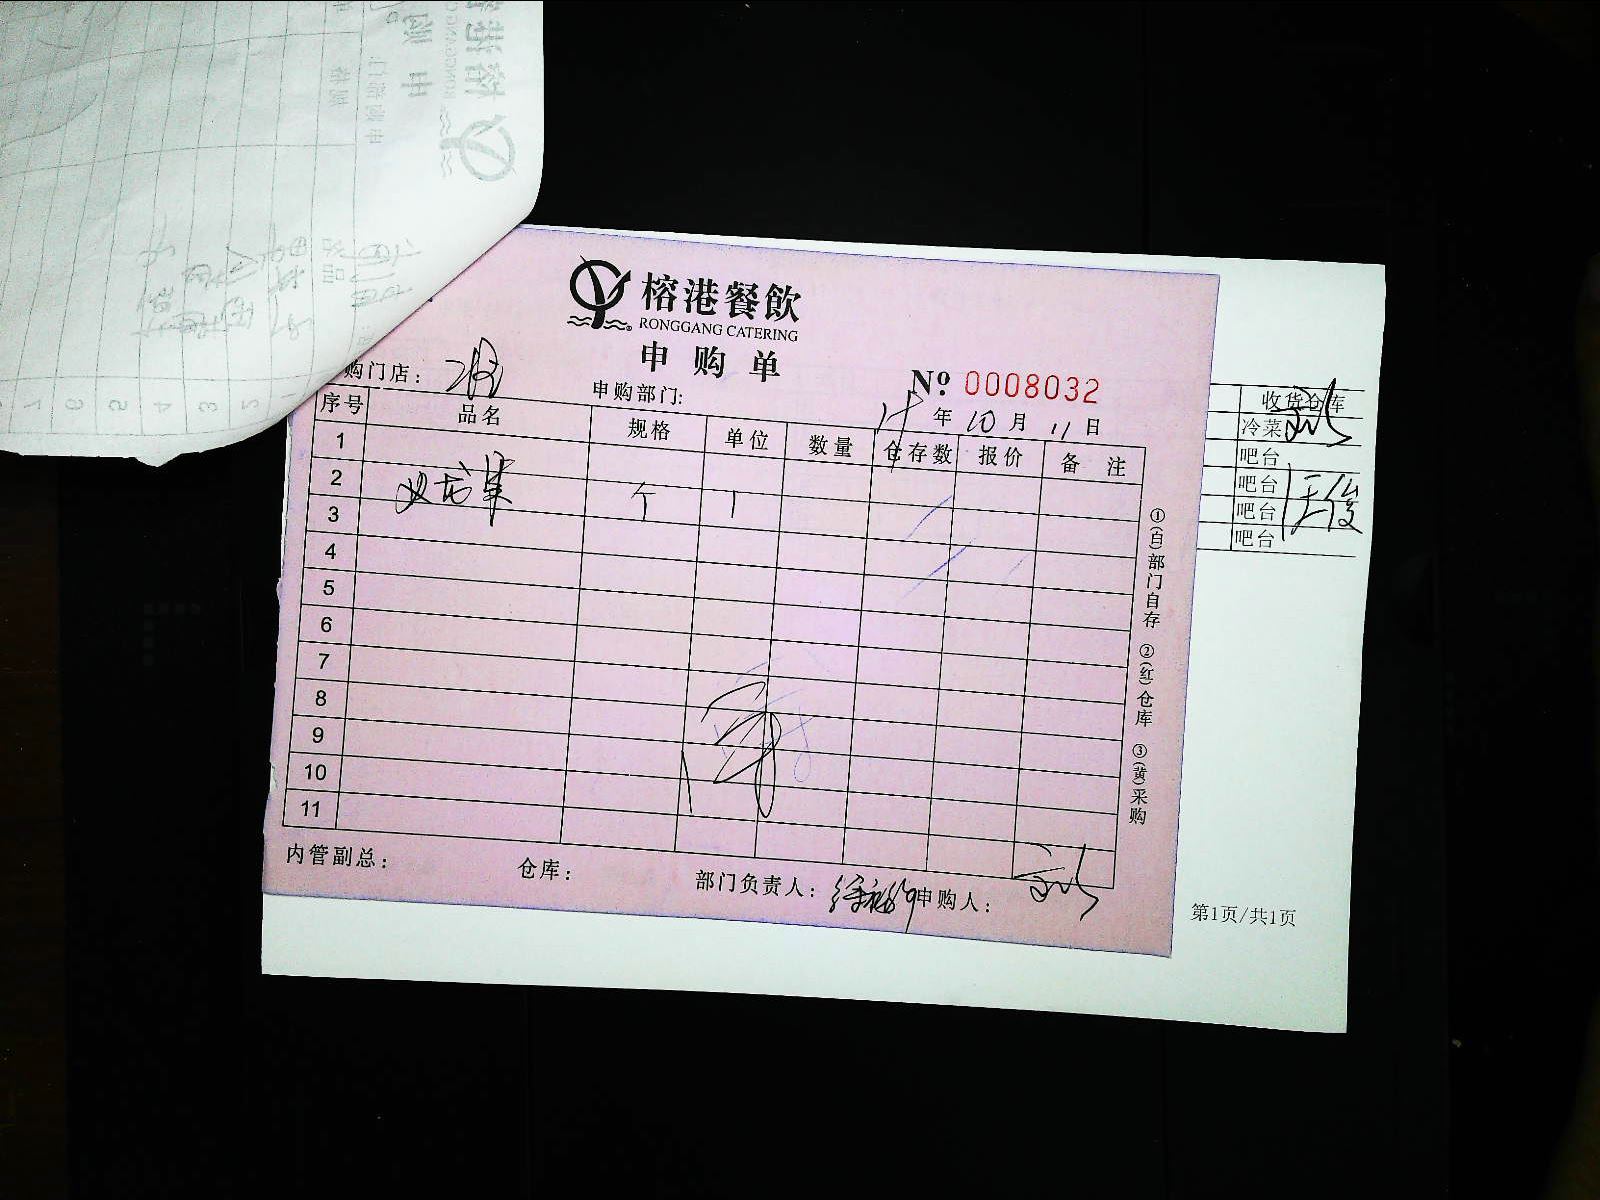 榕港餐飲
RONGGANG CATERING
申购单
购门店：
申购部门:
Nº 0008032
年 10 月 11 日
序号 品名 规格 单位 数量 仓存数 报价 备注
1
2 火龙果 个 1
3
4
5
6
7
8
9
10
11
内管副总：
仓库：
部门负责人：
申购人：
①(白)部门自存 ②(红)仓库 ③(黄)采购
收货仓库
冷菜
吧台
吧台
吧台
吧台
第1页/共1页